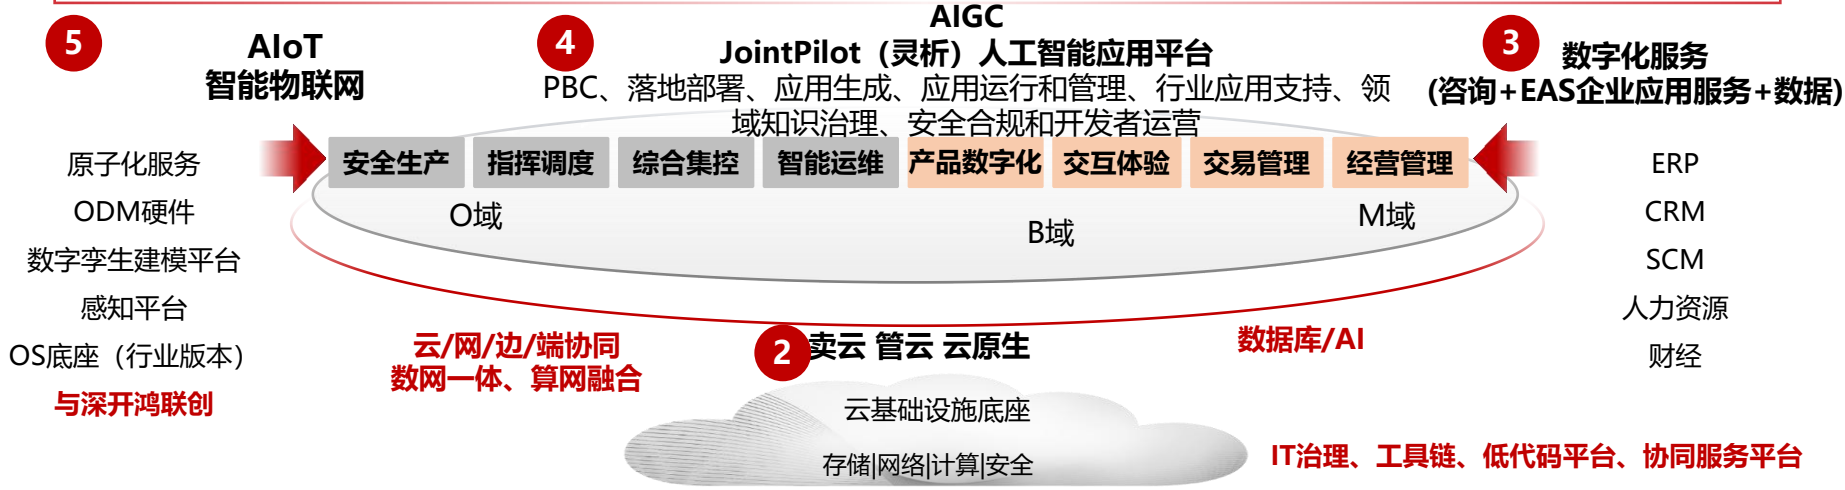 5
AIoT
智能物联网
原子化服务
ODM硬件
数字孪生建模平台
感知平台
OS底座（行业版本）
与深开鸿联创
4
AIGC
JointPilot（灵析）人工智能应用平台
PBC、落地部署、应用生成、应用运行和管理、行业应用支持、领
域知识治理、安全合规和开发者运营
安全生产 指挥调度 综合集控 智能运维 产品数字化 交互体验 交易管理 经营管理
O域 B域 M域
3
数字化服务
(咨询+EAS企业应用服务+数据)
ERP
CRM
SCM
人力资源
财经
云/网/边/端协同
数网一体、算网融合
2
卖云 管云 云原生
云基础设施底座
存储|网络|计算|安全
数据库/AI
IT治理、工具链、低代码平台、协同服务平台